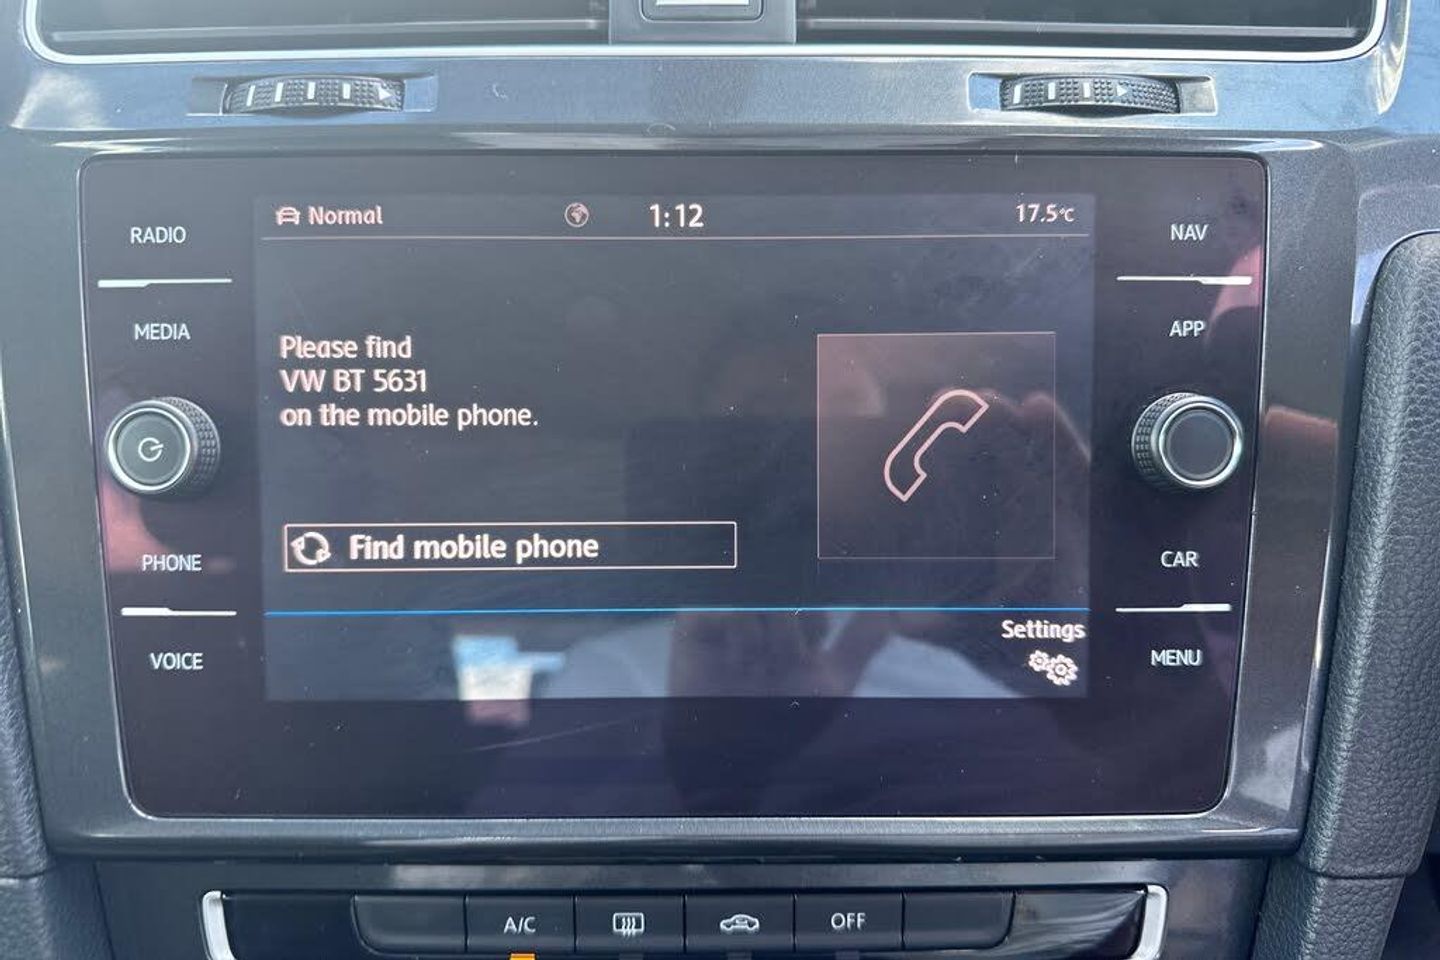 Normal 1:12 17.5°C
RADIO
MEDIA
PHONE
VOICE
Please find
VW BT 5631
on the mobile phone.
Find mobile phone
Settings
NAV
APP
CAR
MENU
A/C OFF